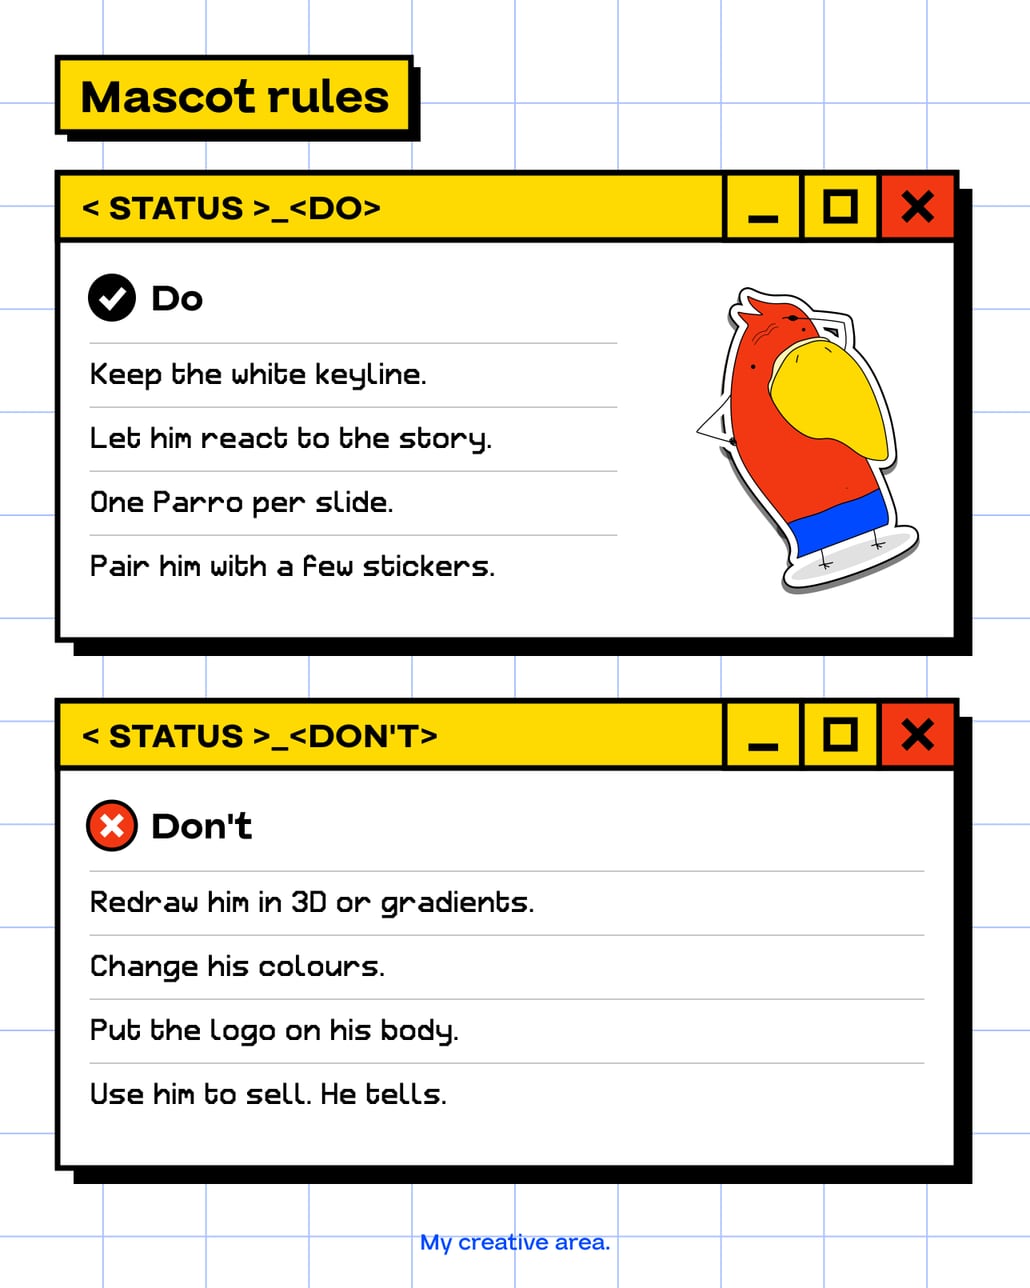 Mascot rules
< STATUS >_<DO>
Do
Keep the white keyline.
Let him react to the story.
One Parro per slide.
Pair him with a few stickers.
< STATUS >_<DON'T>
Don't
Redraw him in 3D or gradients.
Change his colours.
Put the logo on his body.
Use him to sell. He tells.
My creative area.